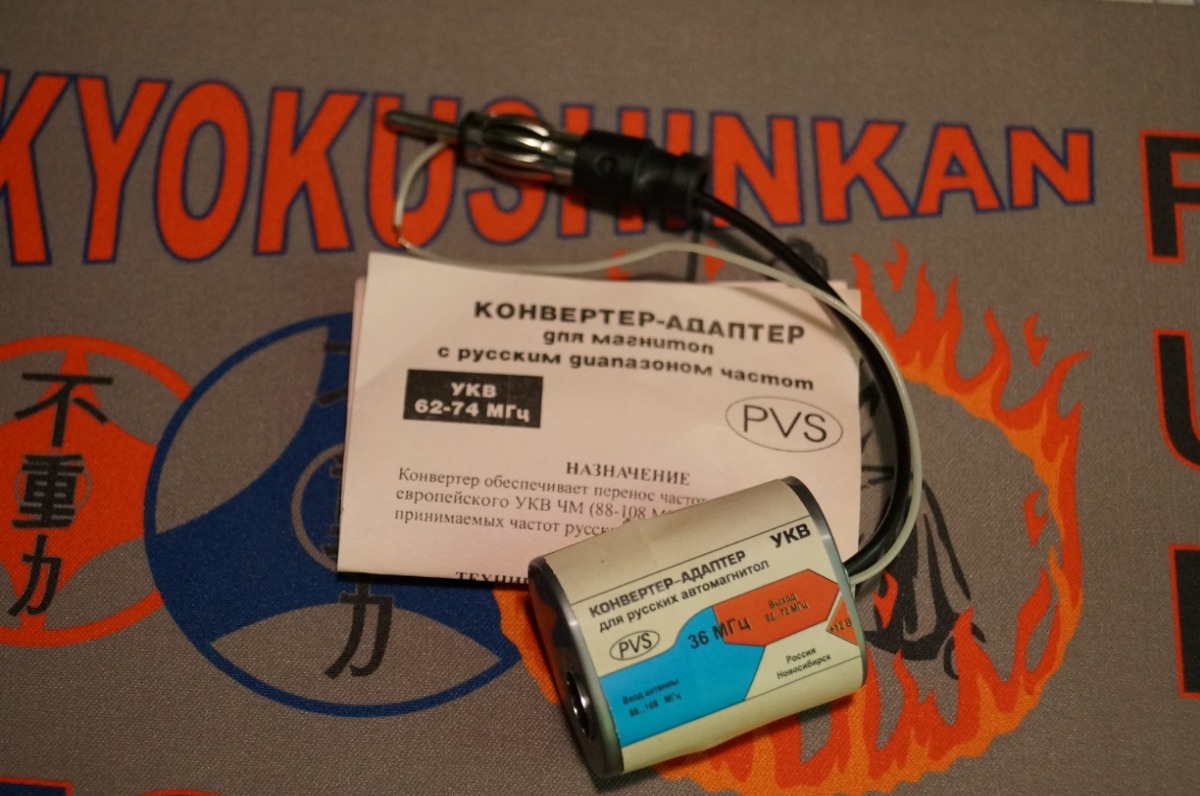 KYOKUSHINKAN
КОНВЕРТЕР-АДАПТЕР
для магнитол
с русским диапазоном частот
УКВ
62-74 МГц
PVS
НАЗНАЧЕНИЕ
Конвертер обеспечивает перенос частот
европейского УКВ ЧМ (88-108
принимаемых частот
不重力
力
УКВ
КОНВЕРТЕР-АДАПТЕР
для русских автомагнитол
PVS
36 МГц
Выход
62...72 МГц
+12 В
Вход антенны
88...108 МГц
Россия
Новосибирск